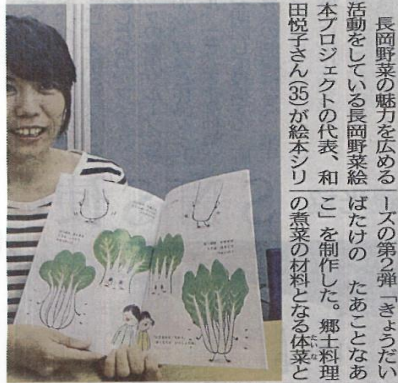 長岡野菜の魅力を広める
活動をしている長岡野菜絵
本プロジェクトの代表、和
田悦子さん(35)が絵本シリ
ーズの第2弾「きょうだい
ばたけの　たあことなあ
こ」を制作した。郷土料理
の煮菜の材料となる体菜と
たいな